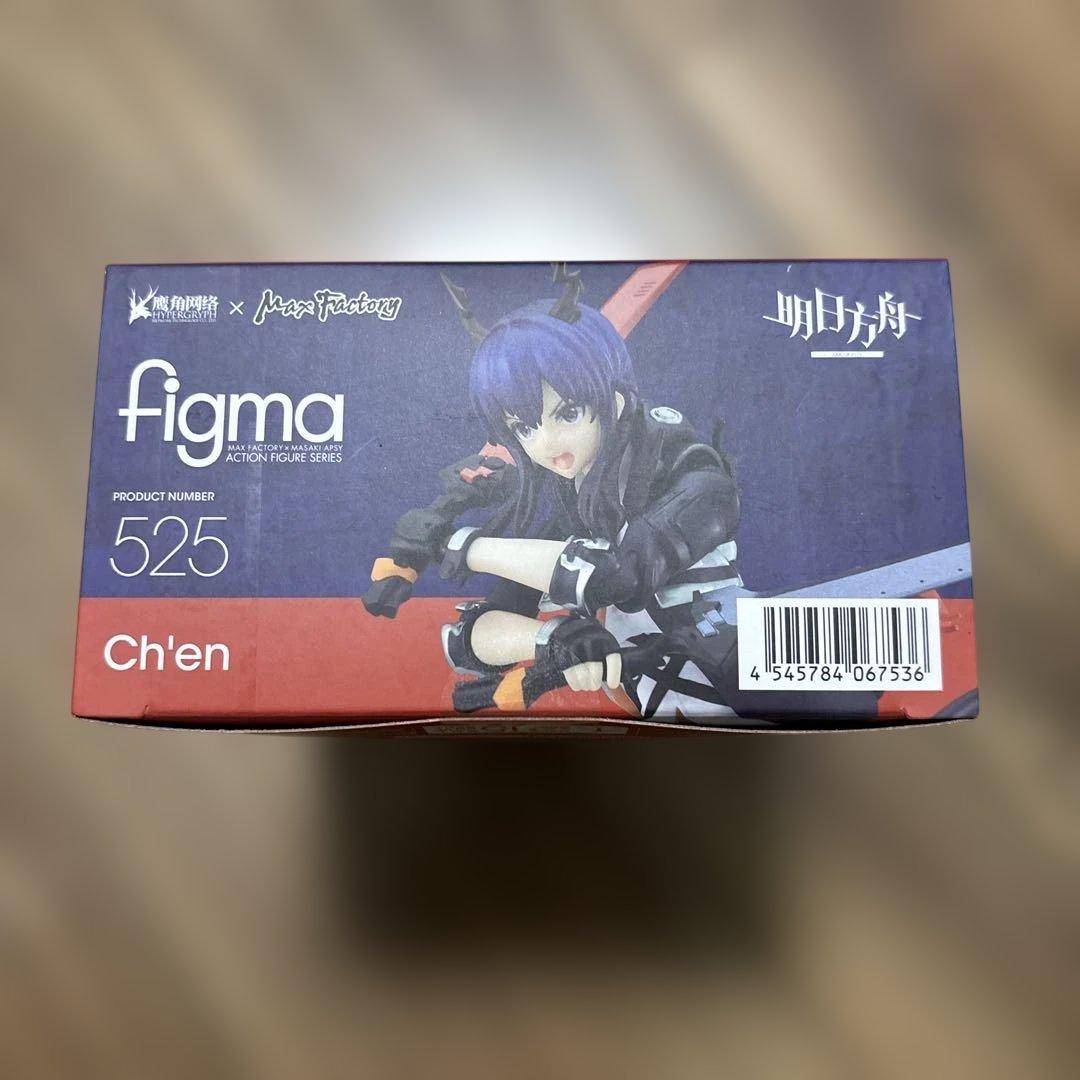 鹰角网络 × Max Factory
HYPERGRYPH
明日方舟
figma
MAX FACTORY × MASAKI APSY
ACTION FIGURE SERIES
PRODUCT NUMBER
525
Ch'en
4 545784 067536